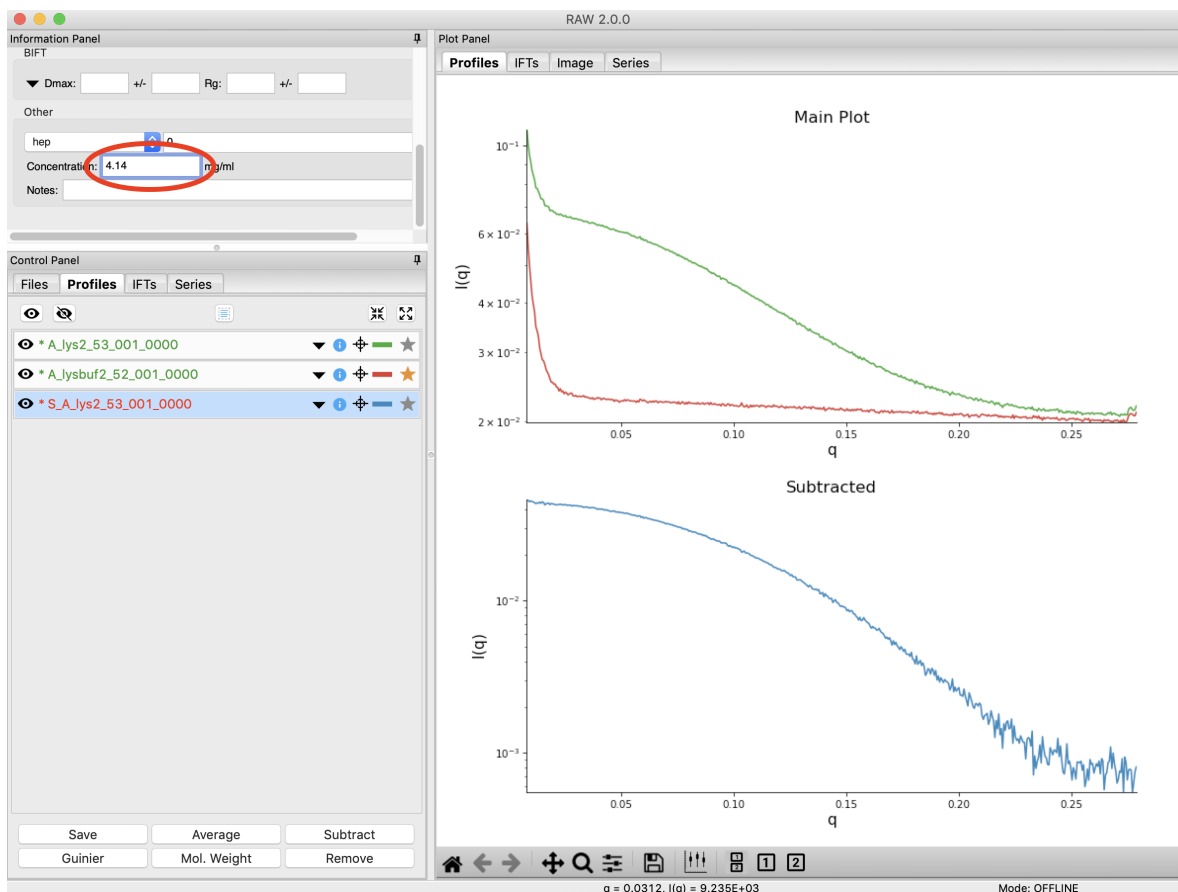 RAW 2.0.0
Information Panel
BIFT
Dmax: +/- Rg: +/-
Other
hep 0
Concentration: 4.14 mg/ml
Notes:
Control Panel
Files Profiles IFTs Series
* A_lys2_53_001_0000
* A_lysbuf2_52_001_0000
* S_A_lys2_53_001_0000
Save Average Subtract
Guinier Mol. Weight Remove
Plot Panel
Profiles IFTs Image Series
Main Plot
10⁻¹
6 × 10⁻²
4 × 10⁻²
3 × 10⁻²
2 × 10⁻²
I(q)
0.05 0.10 0.15 0.20 0.25
q
Subtracted
10⁻²
10⁻³
I(q)
0.05 0.10 0.15 0.20 0.25
q
1 2 1 2
q = 0.0312, I(q) = 9.235E+03
Mode: OFFLINE